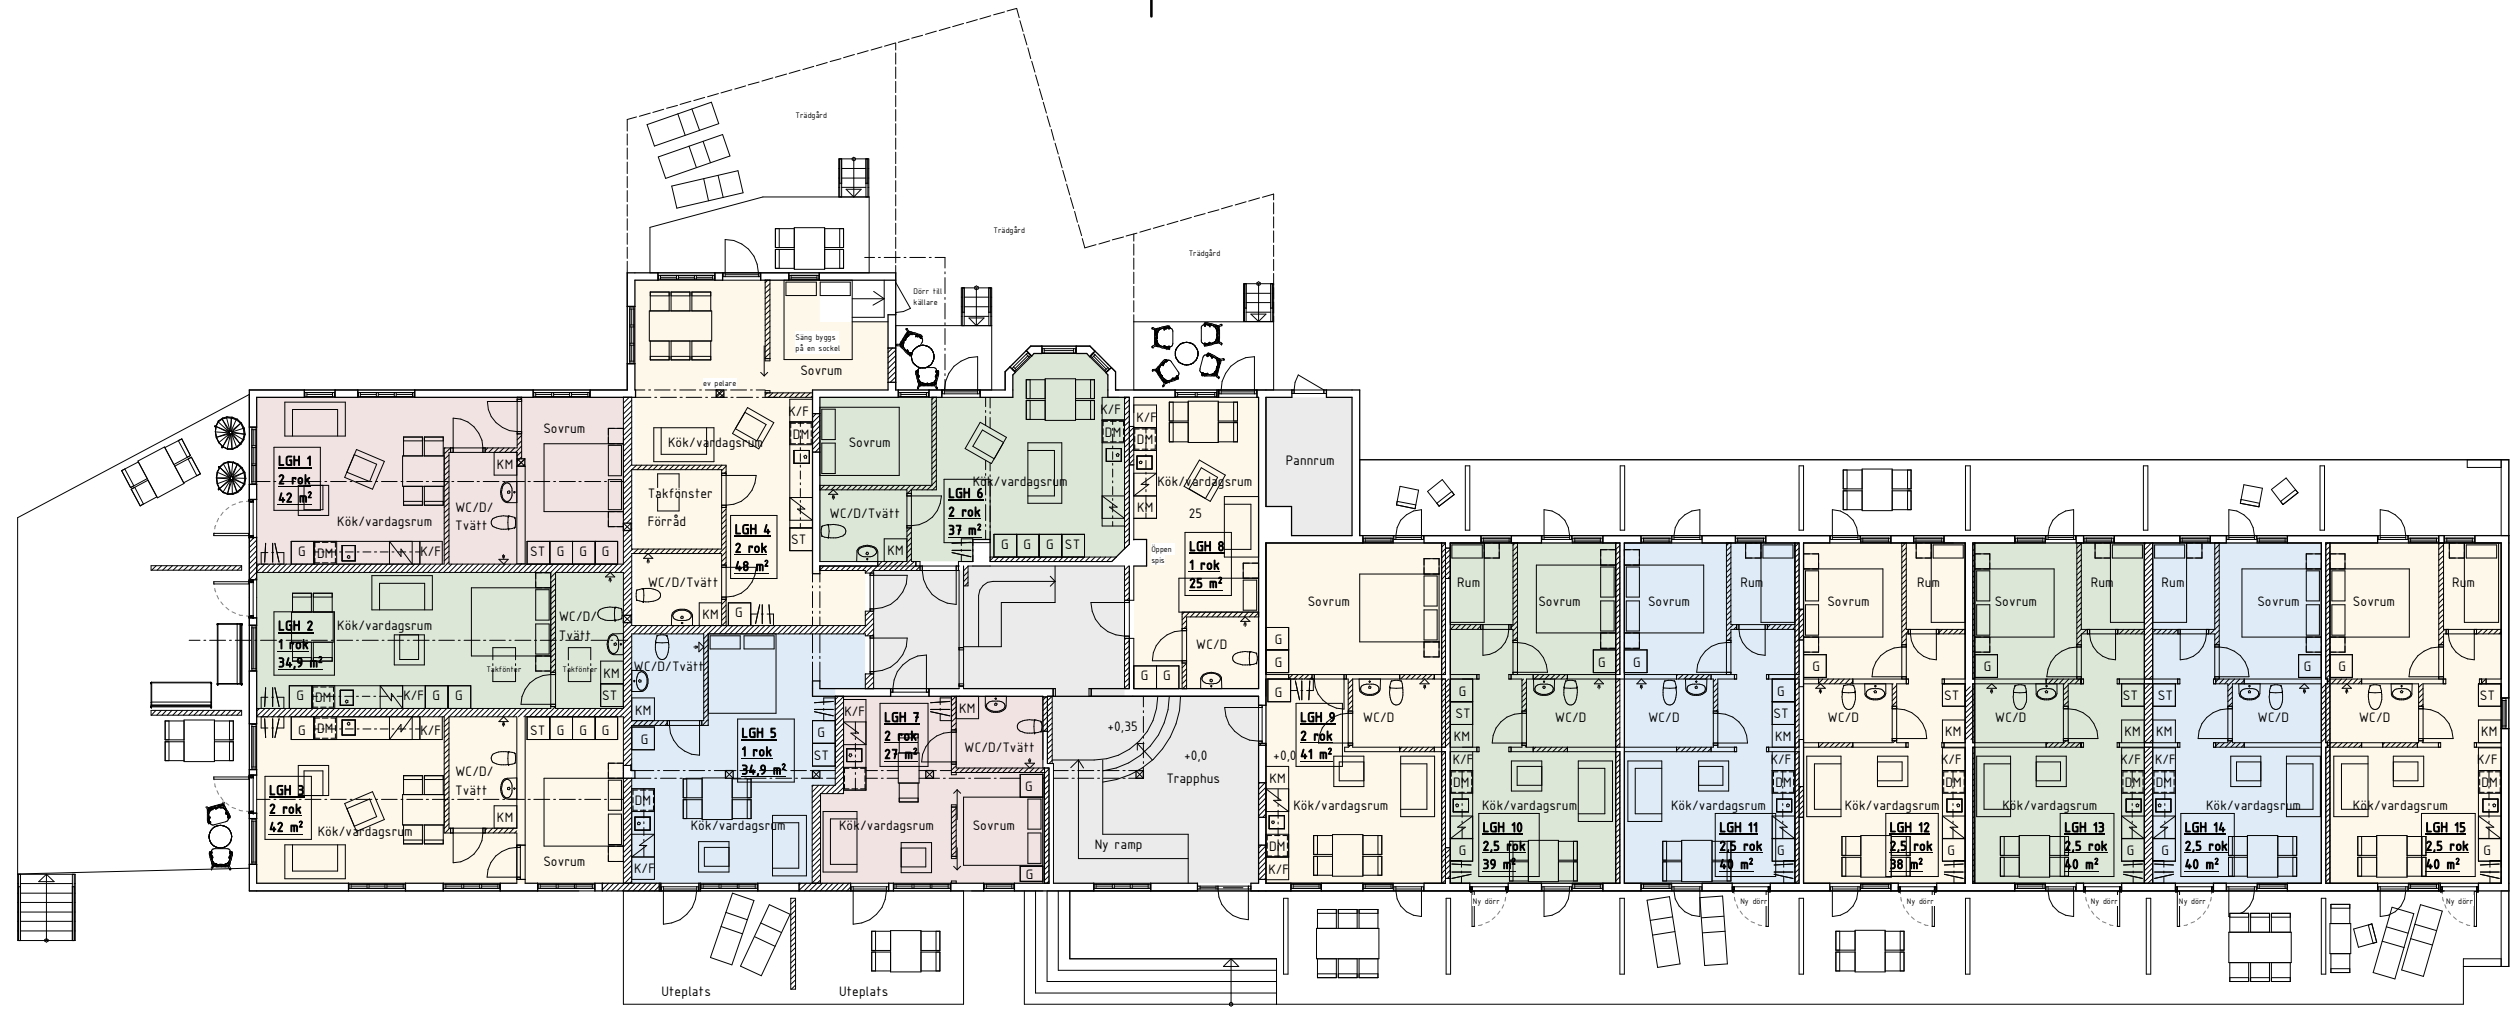 Trädgård
Trädgård
Trädgård
Dörr till
källare
Säng byggs
på en sockel
Sovrum
ev pelare
LGH 1
2 rok
42 m²
Kök/vardagsrum
WC/D/
Tvätt
KM
Sovrum
G
DM
K/F
ST
G
G
G
LGH 2
1 rok
34,9 m²
Kök/vardagsrum
WC/D/
Tvätt
Takfönter
Takfönter
KM
ST
G
DM
K/F
G
G
LGH 3
2 rok
42 m²
Kök/vardagsrum
G
DM
K/F
WC/D/
Tvätt
KM
ST
G
G
G
Sovrum
Kök/vardagsrum
K/F
DM
Takfönster
Förråd
LGH 4
2 rok
48 m²
ST
WC/D/Tvätt
KM
G
WC/D/Tvätt
KM
G
LGH 5
1 rok
34,9 m²
G
ST
DM
K/F
Kök/vardagsrum
Sovrum
WC/D/Tvätt
KM
LGH 6
2 rok
37 m²
Kök/vardagsrum
K/F
DM
G
G
G
ST
K/F
LGH 7
2 rok
27 m²
KM
WC/D/Tvätt
Kök/vardagsrum
Sovrum
G
G
K/F
DM
KM
Kök/vardagsrum
25
LGH 8
1 rok
25 m²
Öppen
spis
WC/D
G
G
Pannrum
+0,35
+0,0
Trapphus
Ny ramp
+0,0
Sovrum
G
G
G
LGH 9
2 rok
41 m²
WC/D
KM
DM
K/F
Kök/vardagsrum
Rum
Sovrum
G
G
ST
KM
K/F
DM
G
WC/D
Kök/vardagsrum
LGH 10
2,5 rok
39 m²
Sovrum
Rum
G
G
ST
KM
K/F
DM
G
WC/D
Kök/vardagsrum
LGH 11
2,5 rok
40 m²
Sovrum
Rum
G
ST
KM
K/F
DM
G
WC/D
Kök/vardagsrum
LGH 12
2,5 rok
38 m²
Sovrum
Rum
G
ST
KM
K/F
DM
G
WC/D
Kök/vardagsrum
LGH 13
2,5 rok
40 m²
Rum
Sovrum
G
ST
KM
K/F
DM
G
WC/D
Kök/vardagsrum
LGH 14
2,5 rok
40 m²
Sovrum
Rum
G
ST
KM
K/F
DM
G
WC/D
Kök/vardagsrum
LGH 15
2,5 rok
40 m²
Ny dörr
Ny dörr
Ny dörr
Ny dörr
Ny dörr
Ny dörr
Uteplats
Uteplats